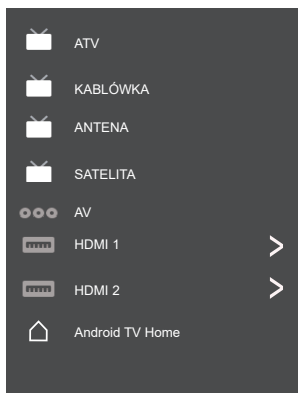 ATV
KABLÓWKA
ANTENA
SATELITA
AV
HDMI 1
HDMI 2
Android TV Home